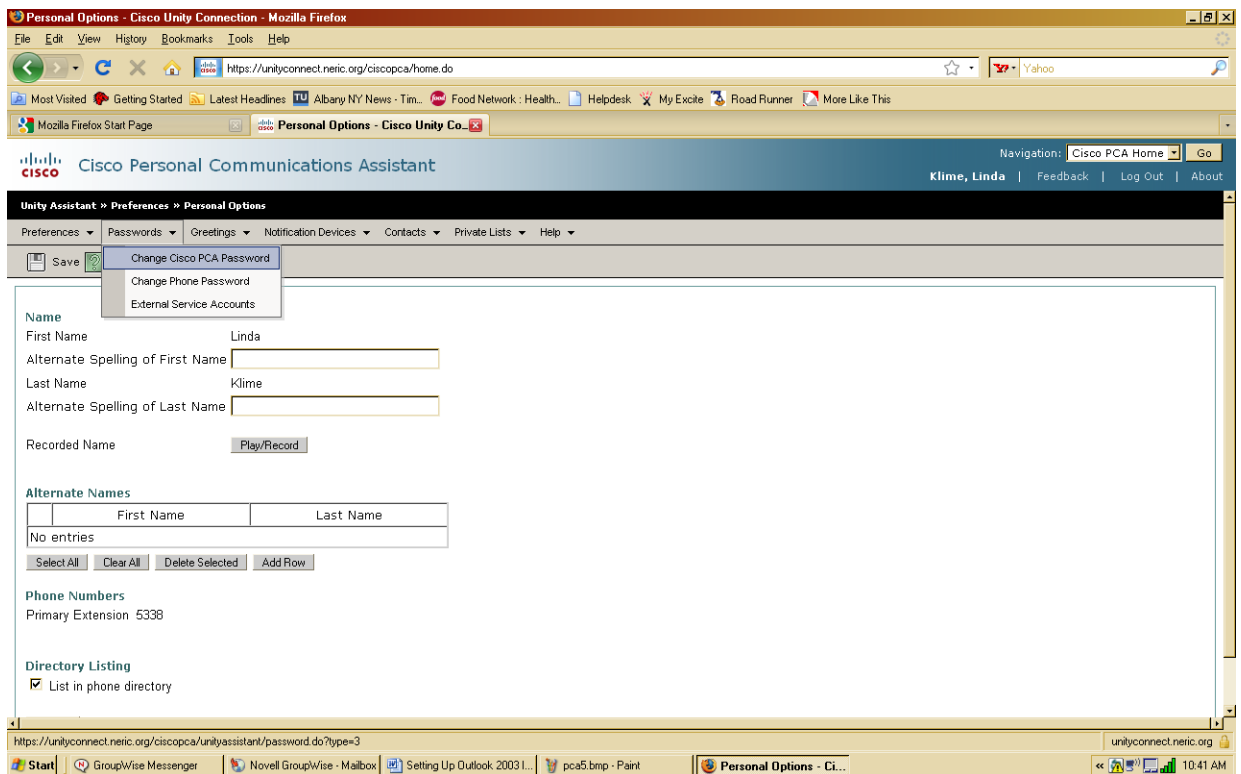 Personal Options - Cisco Unity Connection - Mozilla Firefox
File Edit View History Bookmarks Tools Help
https://unityconnect.neric.org/ciscopca/home.do
Yahoo
Most Visited Getting Started Latest Headlines TU Albany NY News - Tim... food Food Network : Health... Helpdesk My Excite Road Runner More Like This
Mozilla Firefox Start Page Personal Options - Cisco Unity Co...
CISCO Cisco Personal Communications Assistant
Navigation: Cisco PCA Home Go
Klime, Linda | Feedback | Log Out | About
Unity Assistant » Preferences » Personal Options
Preferences Passwords Greetings Notification Devices Contacts Private Lists Help
Save ?
Change Cisco PCA Password
Change Phone Password
External Service Accounts
Name
First Name Linda
Alternate Spelling of First Name
Last Name Klime
Alternate Spelling of Last Name
Recorded Name Play/Record
Alternate Names
First Name Last Name
No entries
Select All Clear All Delete Selected Add Row
Phone Numbers
Primary Extension 5338
Directory Listing
List in phone directory
https://unityconnect.neric.org/ciscopca/unityassistant/password.do?type=3
unityconnect.neric.org
Start GroupWise Messenger Novell GroupWise - Mailbox Setting Up Outlook 2003 I... pca5.bmp - Paint Personal Options - Ci... « 10:41 AM